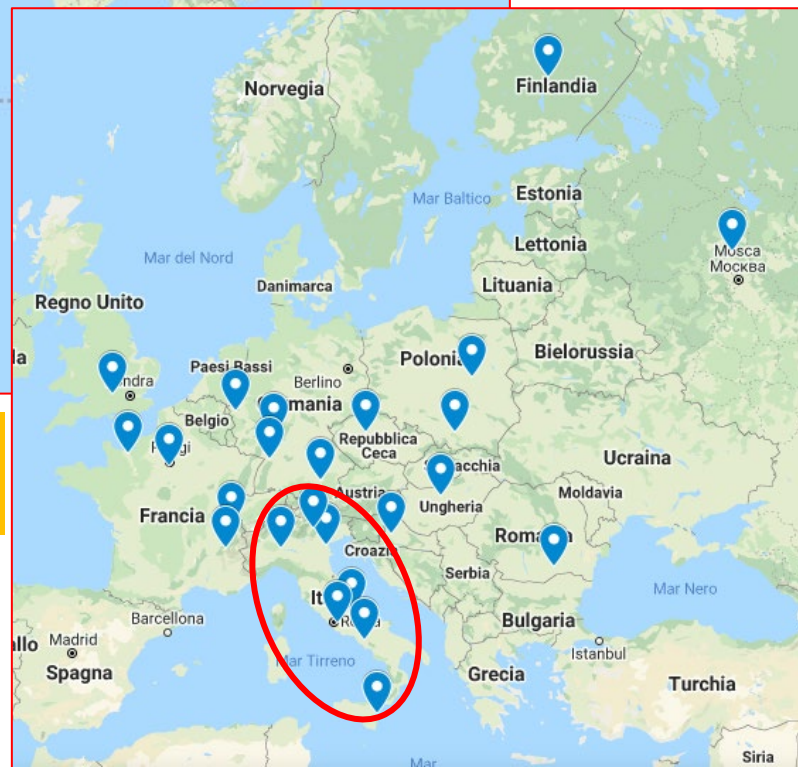 Norvegia
Finlandia
Mar Baltico
Estonia
Mosca
Москва
Lettonia
Mar del Nord
Danimarca
Lituania
Regno Unito
Bielorussia
Polonia
Paesi Bassi
Berlino
Belgio
Repubblica
Ceca
Ucraina
Austria
Moldavia
Ungheria
Francia
Croazia
Serbia
Mar Nero
Bulgaria
Barcellona
Istanbul
Madrid
Spagna
Mar Tirreno
Grecia
Turchia
Siria
Mar